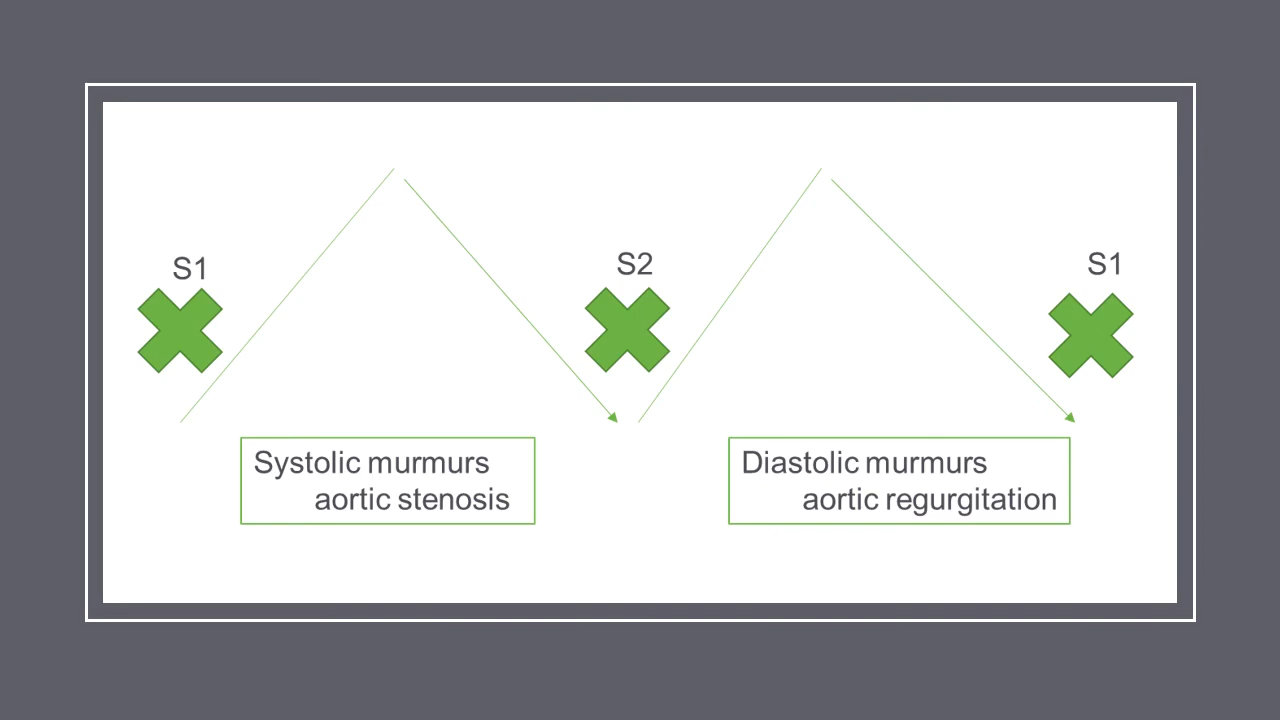 S1
S2
S1
Systolic murmurs
aortic stenosis
Diastolic murmurs
aortic regurgitation